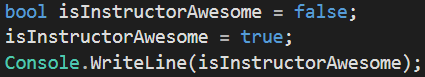 bool isInstructorAwesome = false;
isInstructorAwesome = true;
Console.WriteLine(isInstructorAwesome);